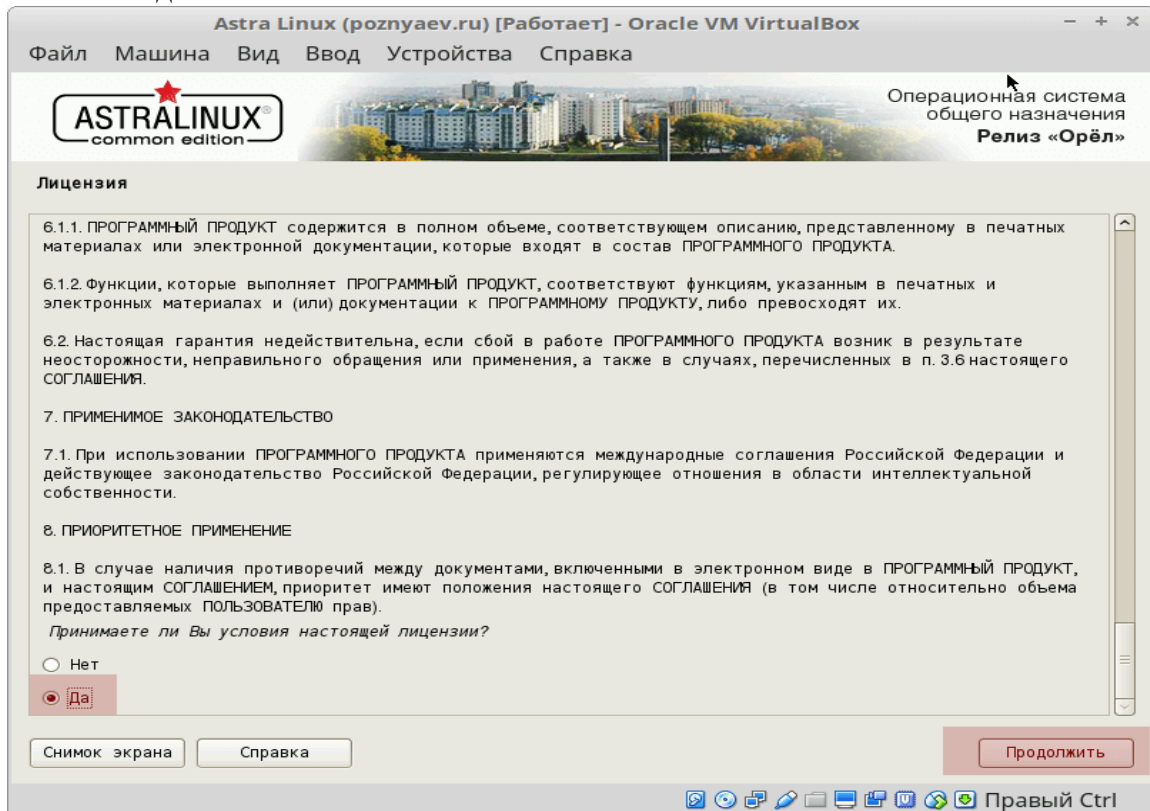 Astra Linux (poznyaev.ru) [Работает] - Oracle VM VirtualBox
Файл Машина Вид Ввод Устройства Справка
ASTRALINUX®
common edition
Операционная система
общего назначения
Релиз «Орёл»
Лицензия
6.1.1. ПРОГРАММНЫЙ ПРОДУКТ содержится в полном объеме, соответствующем описанию, представленному в печатных
материалах или электронной документации, которые входят в состав ПРОГРАММНОГО ПРОДУКТА.
6.1.2. Функции, которые выполняет ПРОГРАММНЫЙ ПРОДУКТ, соответствуют функциям, указанным в печатных и
электронных материалах и (или) документации к ПРОГРАММНОМУ ПРОДУКТУ, либо превосходят их.
6.2. Настоящая гарантия недействительна, если сбой в работе ПРОГРАММНОГО ПРОДУКТА возник в результате
неосторожности, неправильного обращения или применения, а также в случаях, перечисленных в п. 3.6 настоящего
СОГЛАШЕНИЯ.
7. ПРИМЕНИМОЕ ЗАКОНОДАТЕЛЬСТВО
7.1. При использовании ПРОГРАММНОГО ПРОДУКТА применяются международные соглашения Российской Федерации и
действующее законодательство Российской Федерации, регулирующее отношения в области интеллектуальной
собственности.
8. ПРИОРИТЕТНОЕ ПРИМЕНЕНИЕ
8.1. В случае наличия противоречий между документами, включенными в электронном виде в ПРОГРАММНЫЙ ПРОДУКТ,
и настоящим СОГЛАШЕНИЕМ, приоритет имеют положения настоящего СОГЛАШЕНИЯ (в том числе относительно объема
предоставляемых ПОЛЬЗОВАТЕЛЮ прав).
Принимаете ли Вы условия настоящей лицензии?
Нет
Да
Снимок экрана Справка Продолжить
Правый Ctrl